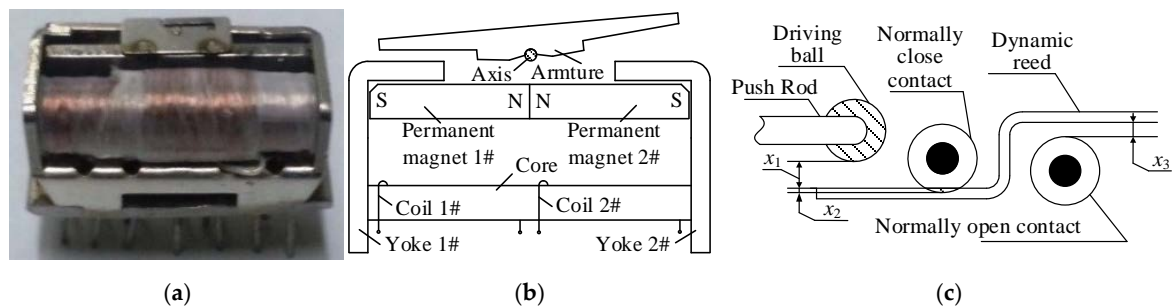 Axis
Armture
S
N
N
S
Permanent
magnet 1#
Permanent
magnet 2#
Core
Coil 1#
Coil 2#
Yoke 1#
Yoke 2#
Driving
ball
Normally
close
contact
Dynamic
reed
Push Rod
x1
x2
x3
Normally open contact
(a)
(b)
(c)